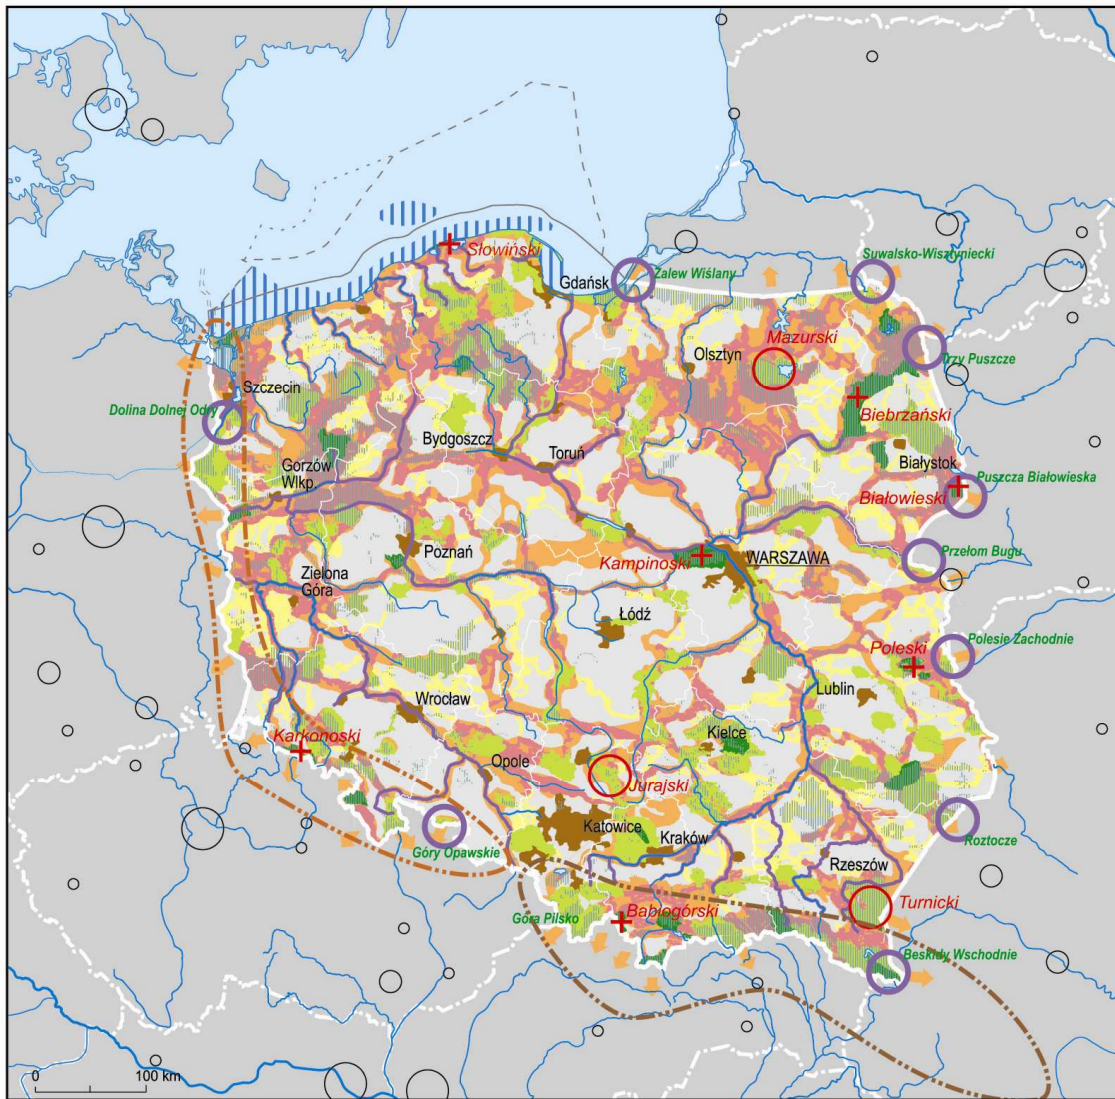 Słowiński
Gdańsk
Zalew Wiślany
Suwalsko-Wisztyniecki
Olsztyn
Mazurski
Trzy Puszcze
Szczecin
Dolina Dolnej Odry
Biebrzański
Bydgoszcz
Toruń
Białystok
Gorzów
Wlkp.
Białowieski
Puszcza Białowieska
Poznań
Kampinoski
WARSZAWA
Przełom Bugu
Zielona
Góra
Łódź
Polesie Zachodnie
Poleski
Wrocław
Lublin
Karkonoski
Kielce
Opole
Jurajski
Katowice
Kraków
Góry Opawskie
Roztocze
Rzeszów
Turnicki
Góra Pilsko
Babiogórski
Beskidy Wschodnie
0 100 km